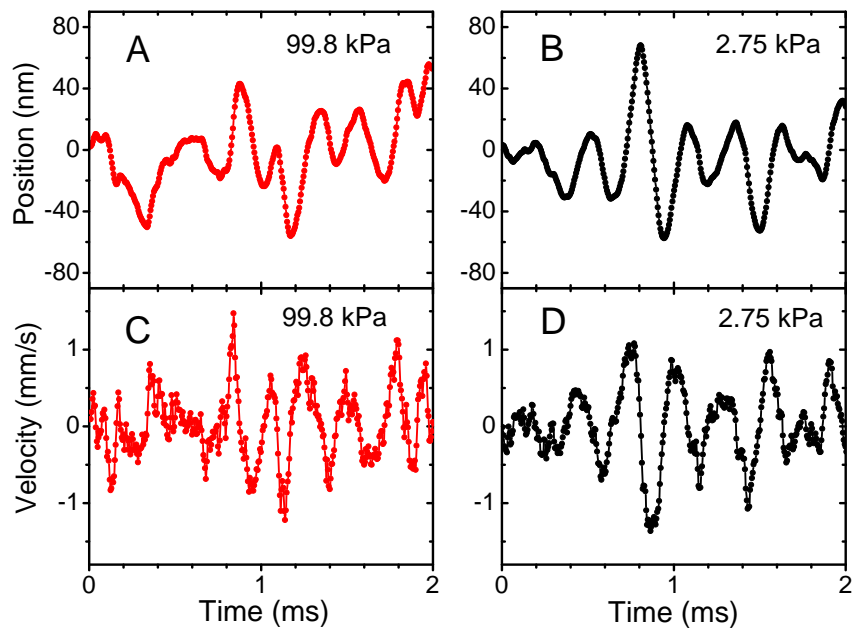 A 99.8 kPa
B 2.75 kPa
Position (nm)
80
40
0
-40
-80
80
40
0
-40
-80
C 99.8 kPa
D 2.75 kPa
Velocity (mm/s)
1
0
-1
1
0
-1
0 1 2
0 1 2
Time (ms)
Time (ms)